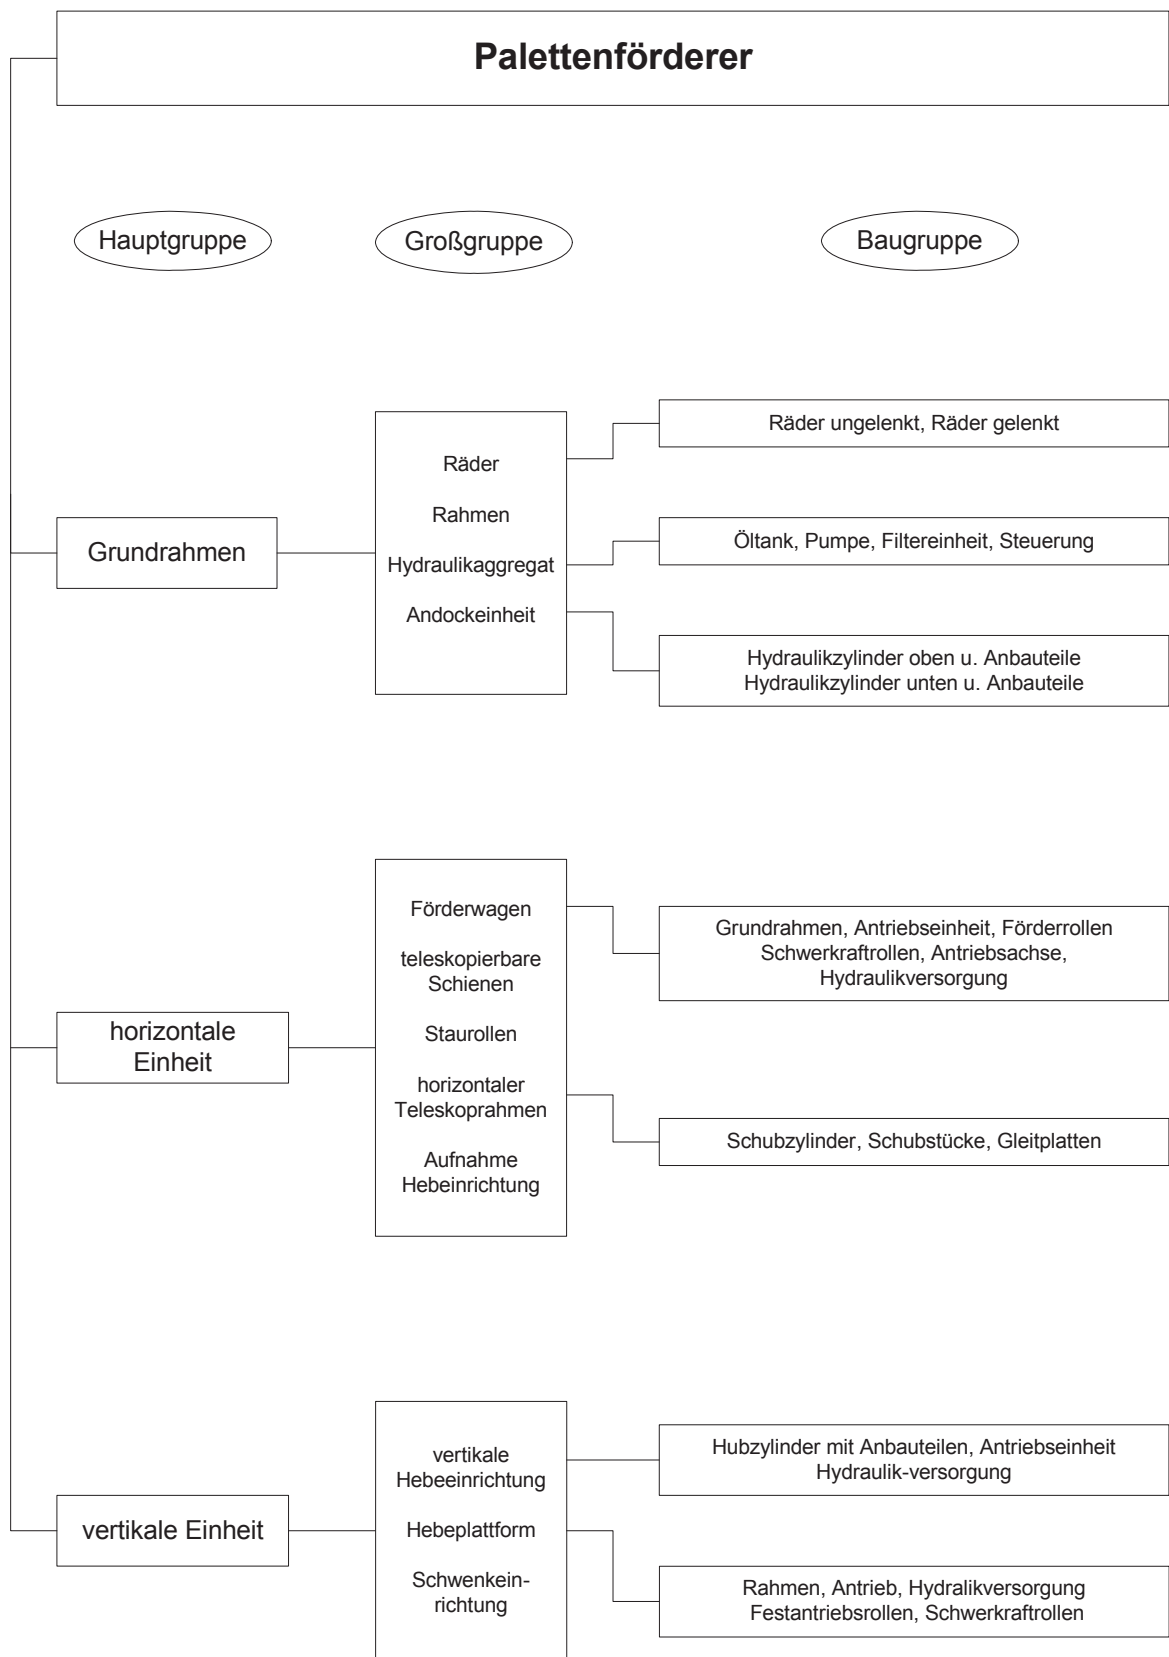 Palettenförderer
Hauptgruppe
Großgruppe
Baugruppe
Grundrahmen
Räder
Rahmen
Hydraulikaggregat
Andockeinheit
Räder ungelenkt, Räder gelenkt
Öltank, Pumpe, Filtereinheit, Steuerung
Hydraulikzylinder oben u. Anbauteile
Hydraulikzylinder unten u. Anbauteile
horizontale
Einheit
Förderwagen
teleskopierbare
Schienen
Staurollen
horizontaler
Teleskoprahmen
Aufnahme
Hebeinrichtung
Grundrahmen, Antriebseinheit, Förderrollen
Schwerkraftrollen, Antriebsachse,
Hydraulikversorgung
Schubzylinder, Schubstücke, Gleitplatten
vertikale Einheit
vertikale
Hebeeinrichtung
Hebeplattform
Schwenkein-
richtung
Hubzylinder mit Anbauteilen, Antriebseinheit
Hydraulik-versorgung
Rahmen, Antrieb, Hydralikversorgung
Festantriebsrollen, Schwerkraftrollen